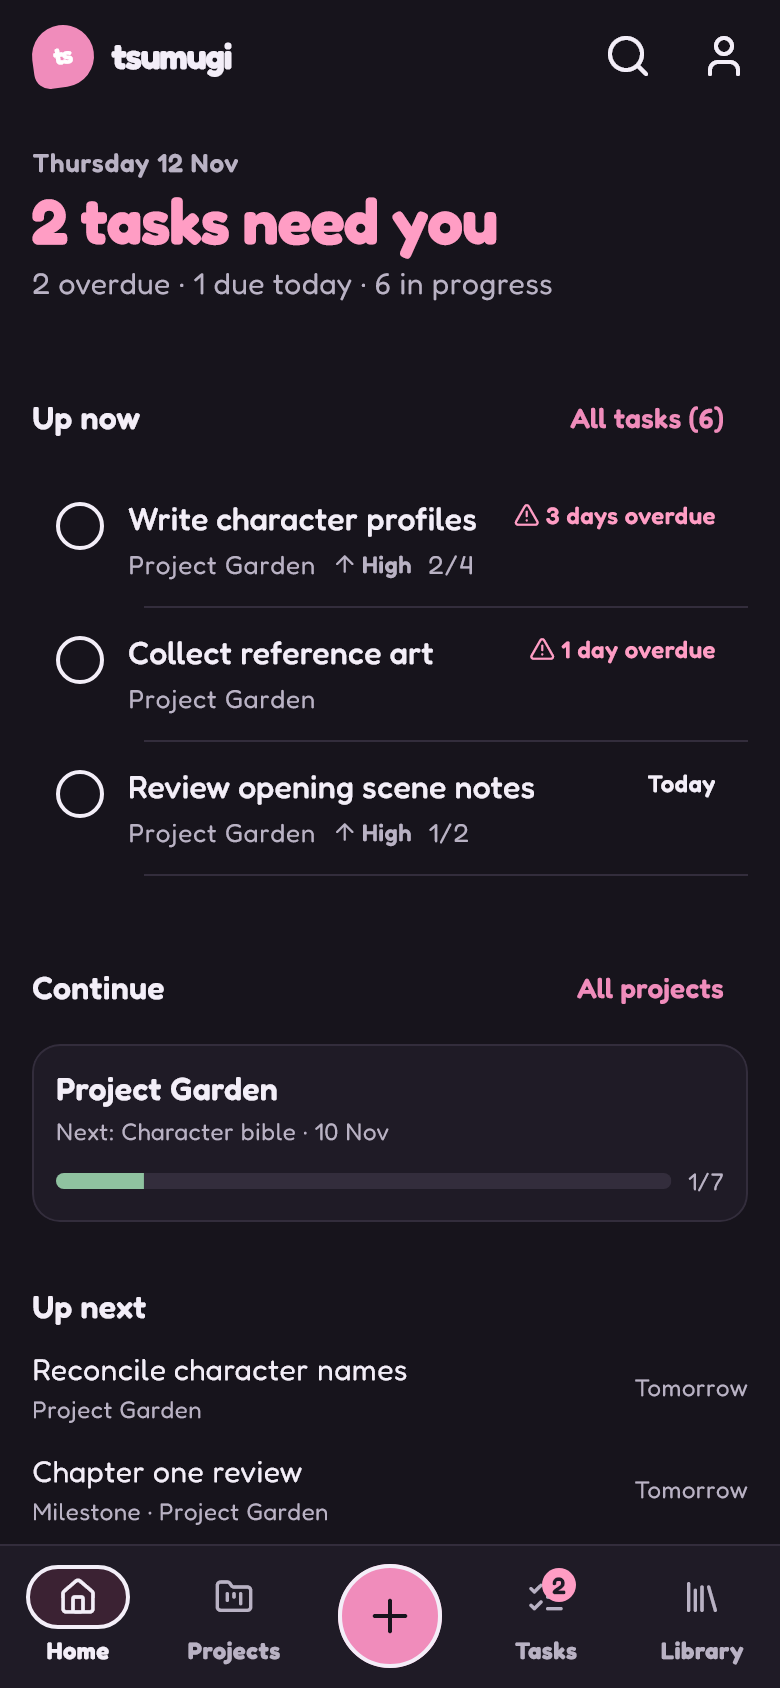 ts tsumugi
Thursday 12 Nov
2 tasks need you
2 overdue · 1 due today · 6 in progress
Up now All tasks (6)
Write character profiles 3 days overdue
Project Garden ↑ High 2/4
Collect reference art 1 day overdue
Project Garden
Review opening scene notes Today
Project Garden ↑ High 1/2
Continue All projects
Project Garden
Next: Character bible · 10 Nov
1/7
Up next
Reconcile character names Tomorrow
Project Garden
Chapter one review Tomorrow
Milestone · Project Garden
2
Home Projects Tasks Library